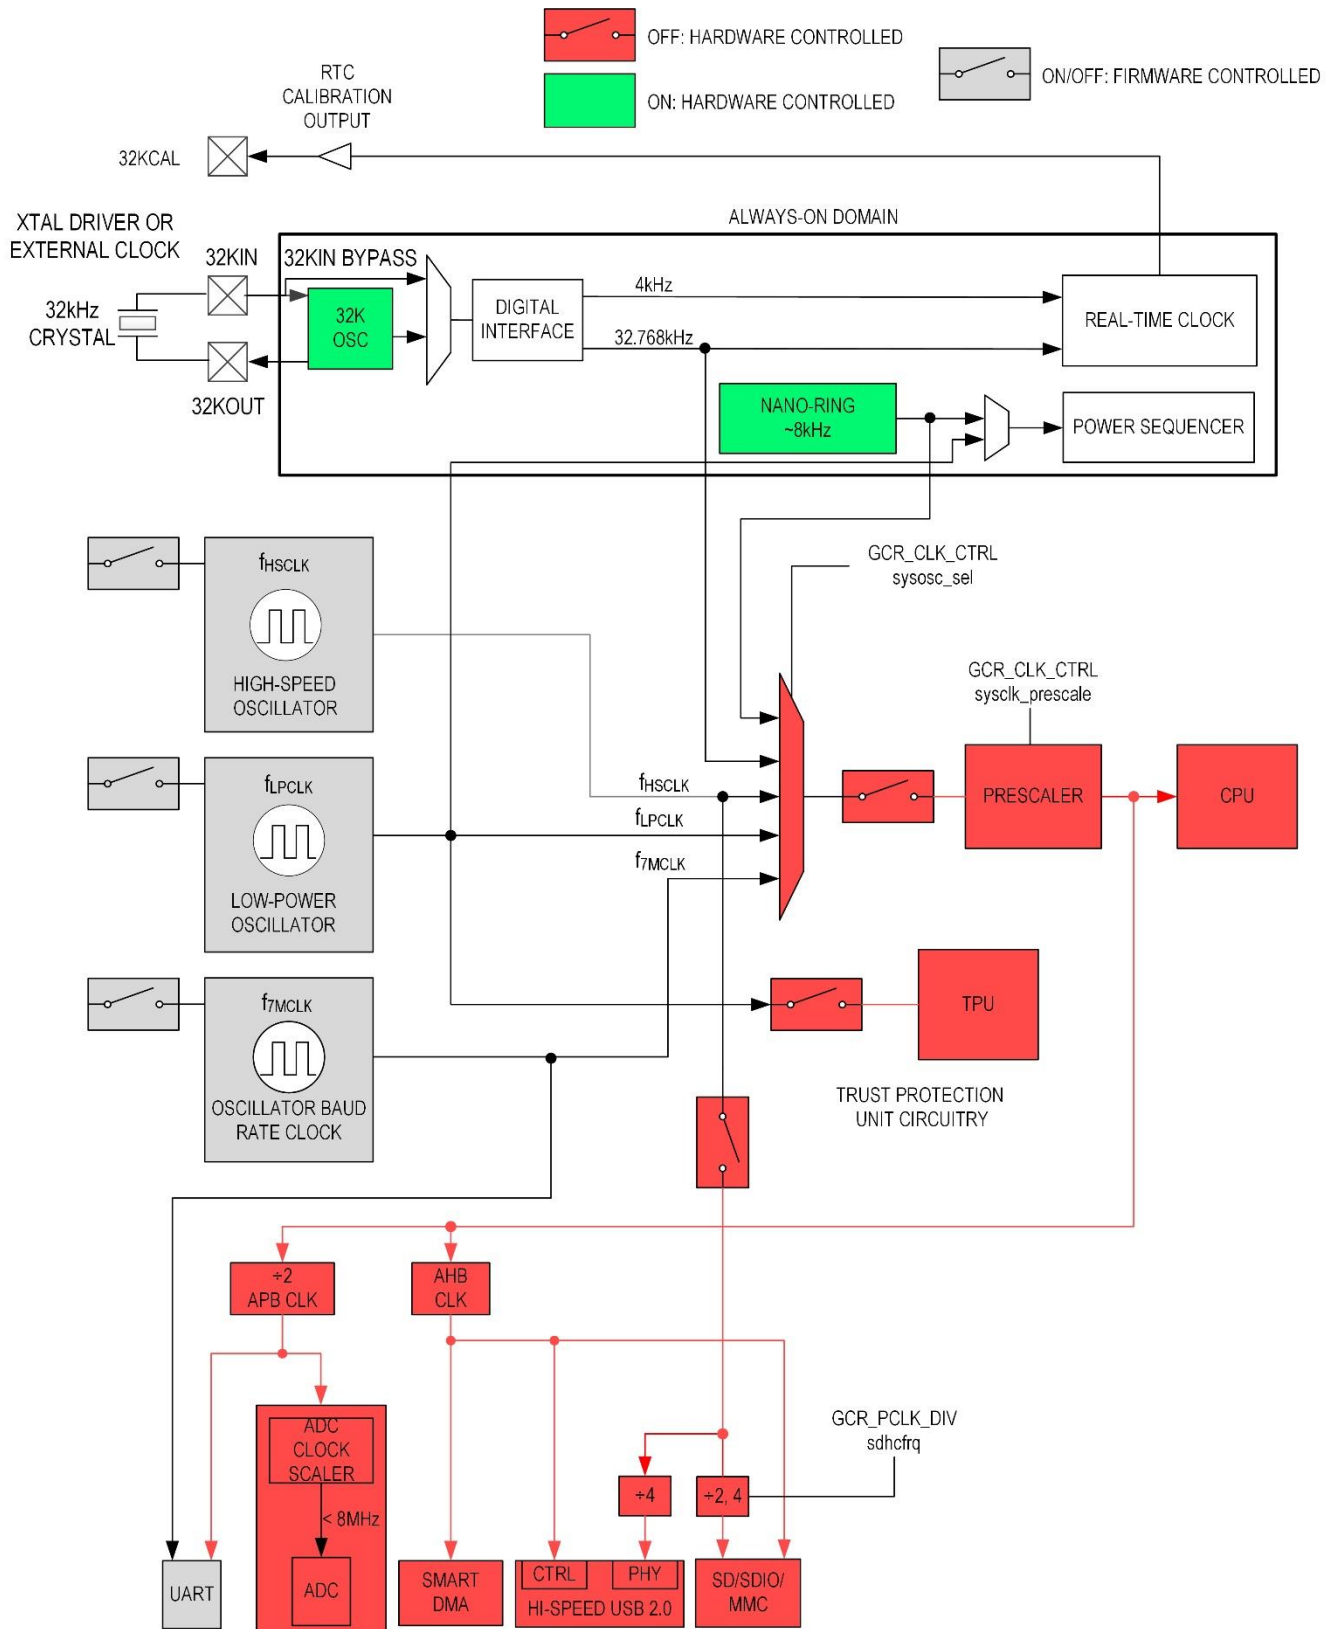 OFF: HARDWARE CONTROLLED
ON/OFF: FIRMWARE CONTROLLED
ON: HARDWARE CONTROLLED
RTC
CALIBRATION
OUTPUT
32KCAL
XTAL DRIVER OR
EXTERNAL CLOCK
ALWAYS-ON DOMAIN
32KIN
32KIN BYPASS
32kHz
CRYSTAL
32K
OSC
DIGITAL
INTERFACE
4kHz
32.768kHz
REAL-TIME CLOCK
32KOUT
NANO-RING
~8kHz
POWER SEQUENCER
fHSCLK
HIGH-SPEED
OSCILLATOR
GCR_CLK_CTRL
sysosc_sel
GCR_CLK_CTRL
sysclk_prescale
fLPCLK
LOW-POWER
OSCILLATOR
fHSCLK
fLPCLK
f7MCLK
PRESCALER
CPU
f7MCLK
OSCILLATOR BAUD
RATE CLOCK
TPU
TRUST PROTECTION
UNIT CIRCUITRY
÷2
APB CLK
AHB
CLK
ADC
CLOCK
SCALER
< 8MHz
ADC
GCR_PCLK_DIV
sdhcfrq
÷4
÷2, 4
UART
SMART
DMA
CTRL
PHY
HI-SPEED USB 2.0
SD/SDIO/
MMC